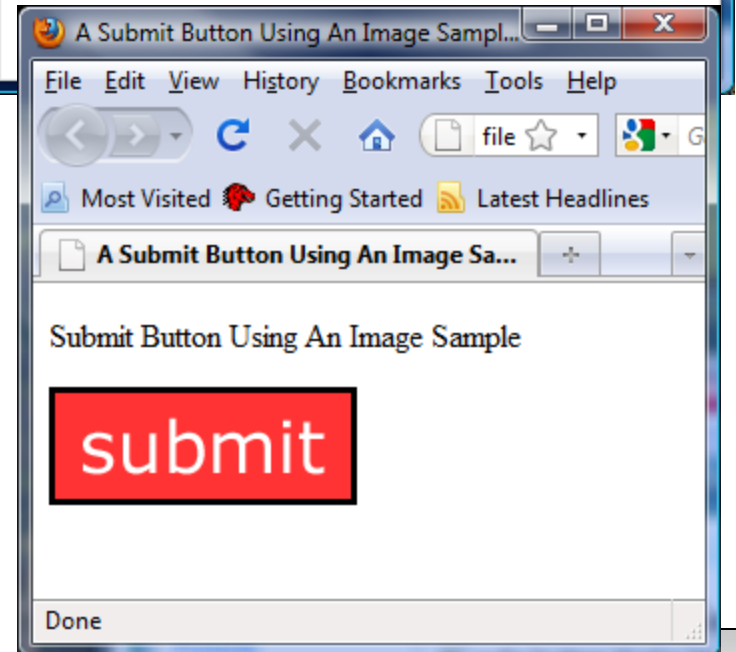 A Submit Button Using An Image Sampl...
File Edit View History Bookmarks Tools Help
file G
Most Visited Getting Started Latest Headlines
A Submit Button Using An Image Sa...
Submit Button Using An Image Sample
submit
Done